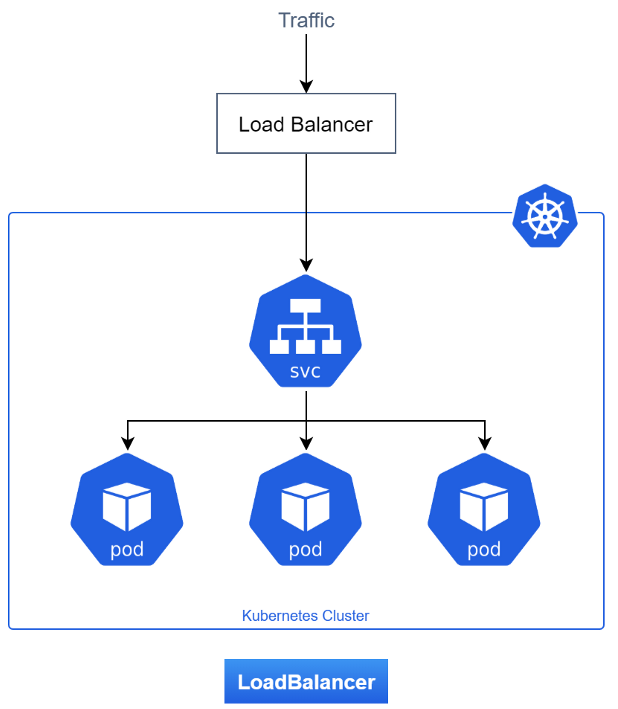 Traffic
Load Balancer
svc
pod
pod
pod
Kubernetes Cluster
LoadBalancer